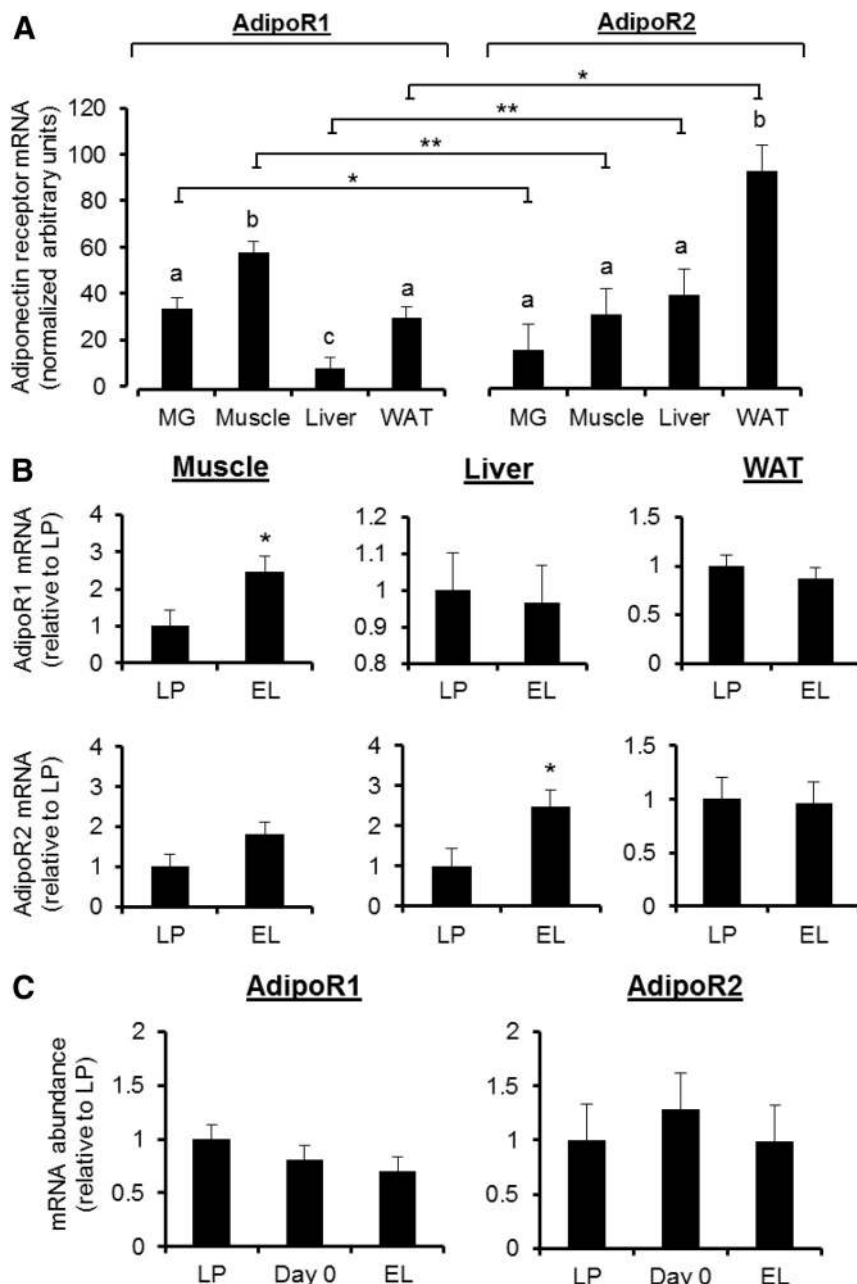 A
AdipoR1 AdipoR2
Adiponectin receptor mRNA
(normalized arbitrary units)
120
100
80
60
40
20
0
*
**
**
*
a b c a
a a a b
MG Muscle Liver WAT MG Muscle Liver WAT
B
Muscle Liver WAT
AdipoR1 mRNA
(relative to LP)
4
3
2
1
0
*
LP EL
1.2
1.1
1
0.9
0.8
LP EL
1.5
1
0.5
0
LP EL
AdipoR2 mRNA
(relative to LP)
4
3
2
1
0
LP EL
4
3
2
1
0
*
LP EL
1.5
1
0.5
0
LP EL
C
AdipoR1 AdipoR2
mRNA abundance
(relative to LP)
2
1.5
1
0.5
0
LP Day 0 EL
2
1.5
1
0.5
0
LP Day 0 EL